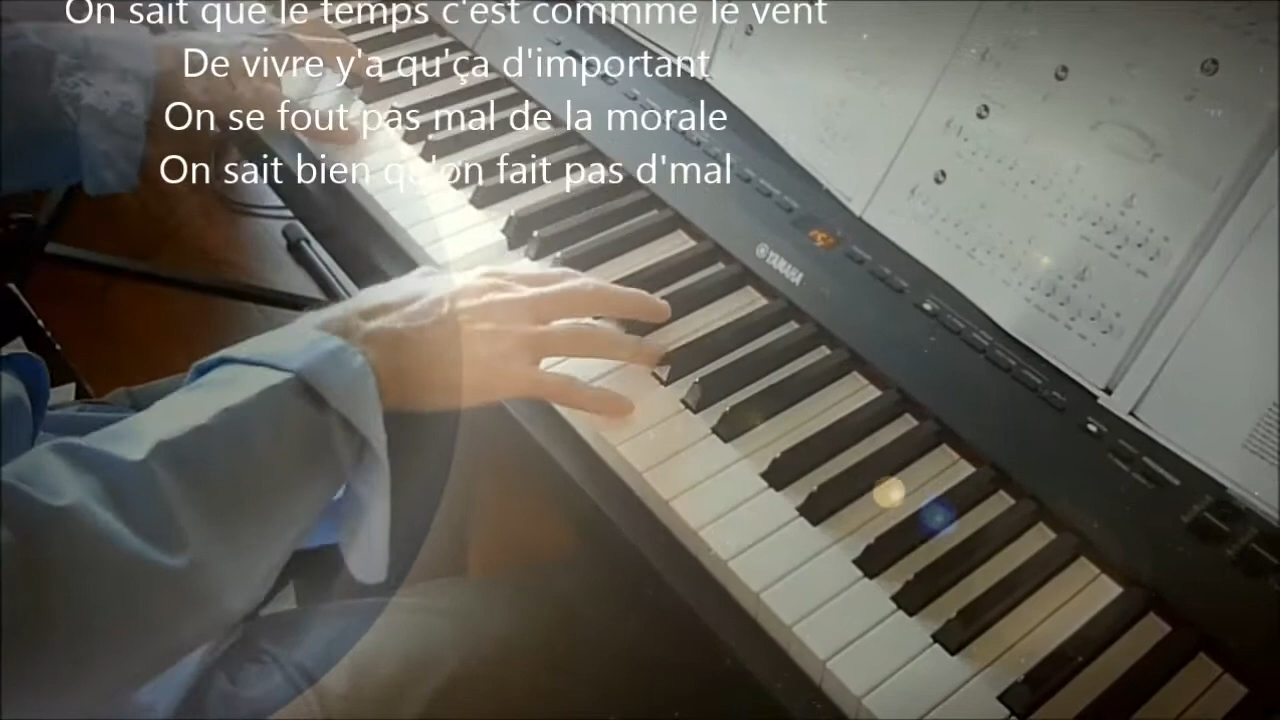 On sait que le temps c'est commme le vent
De vivre y'a qu'ça d'important
On se fout pas mal de la morale
On sait bien qu'on fait pas d'mal
YAMAHA